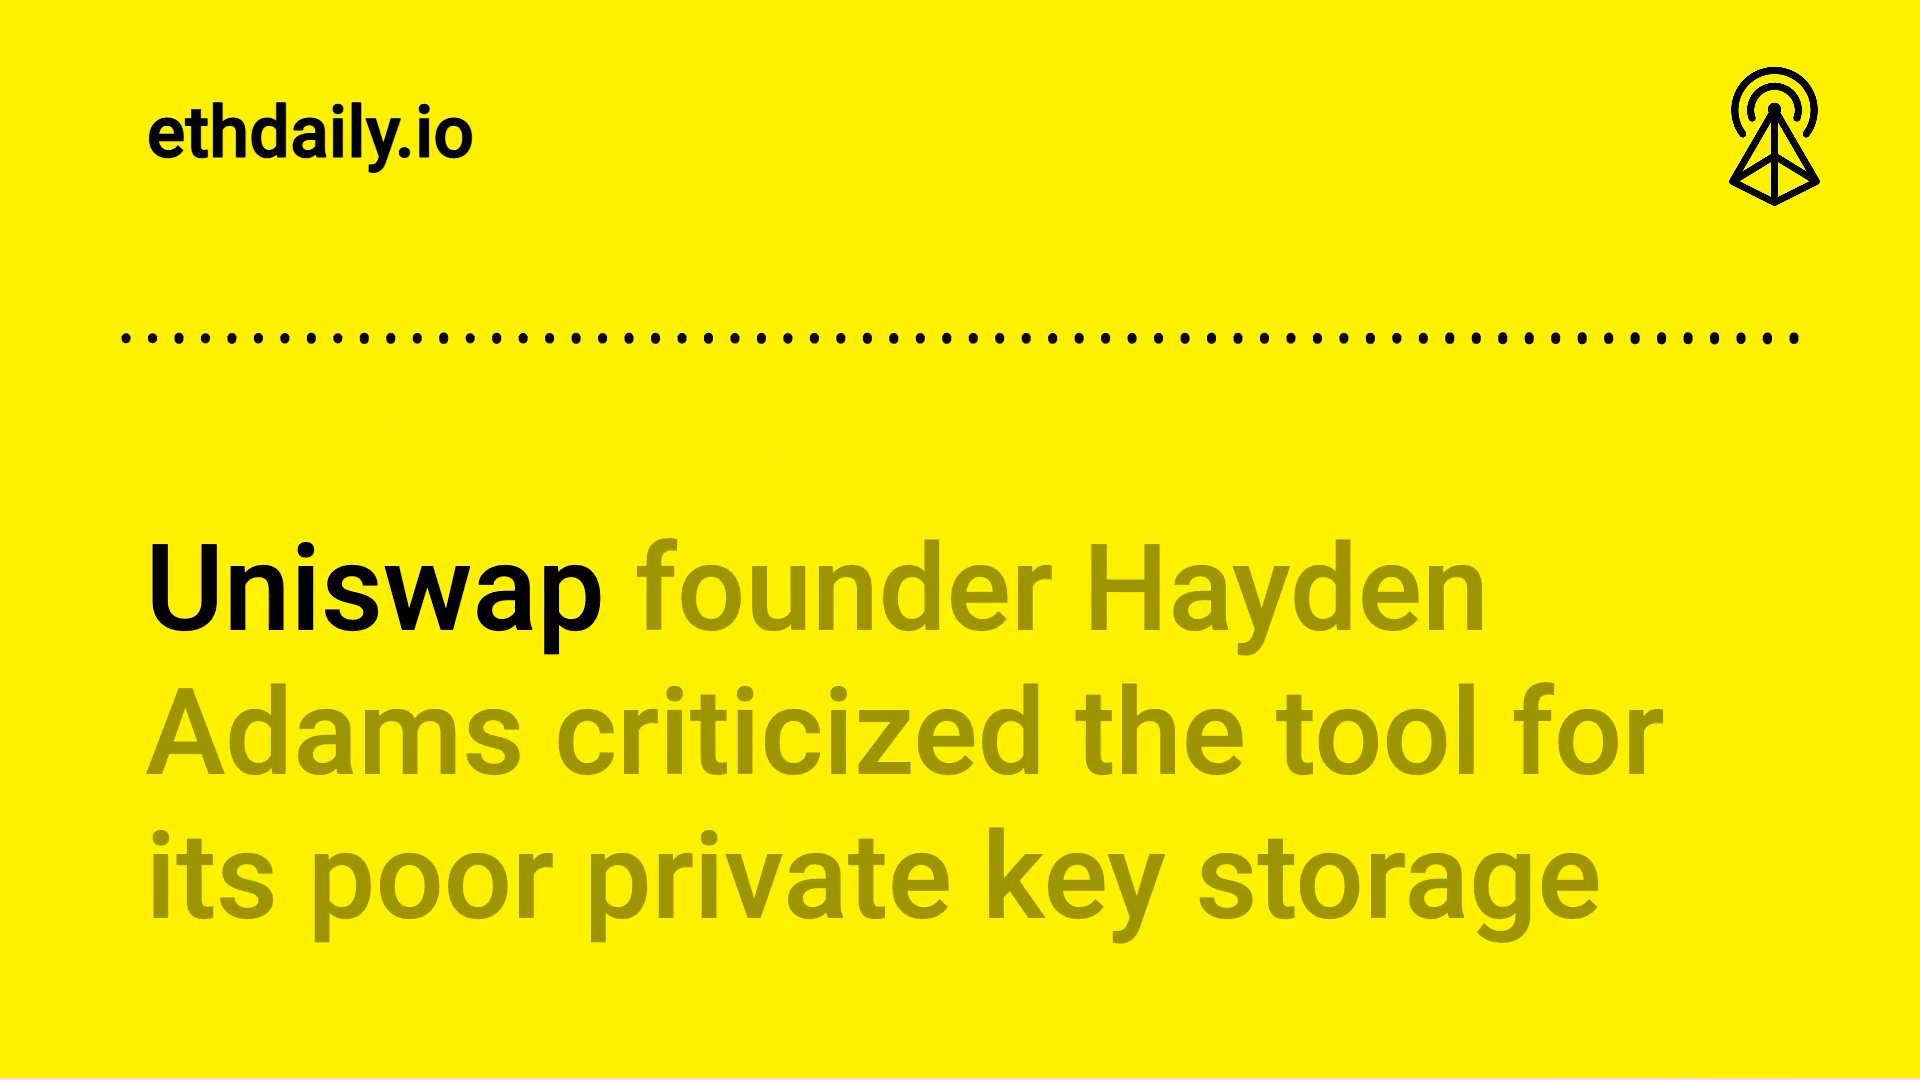 ethdaily.io
Uniswap founder Hayden
Adams criticized the tool for
its poor private key storage